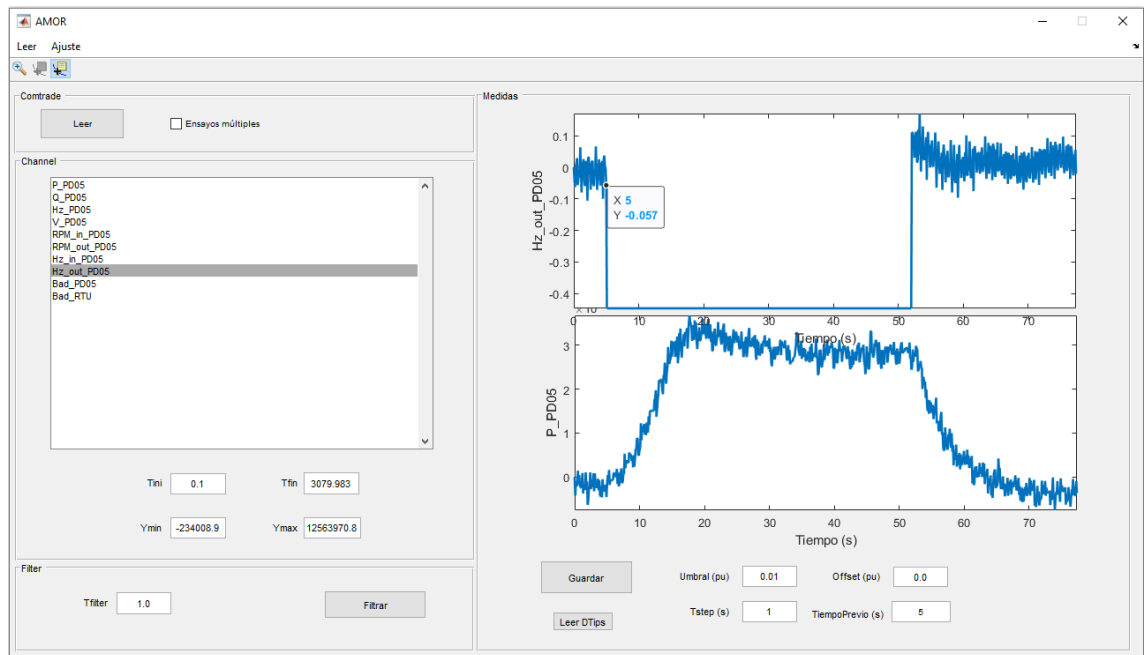 AMOR
Leer Ajuste
Comtrade
Leer
Ensayos múltiples
Channel
P_PD05
Q_PD05
Hz_PD05
V_PD05
RPM_in_PD05
RPM_out_PD05
Hz_in_PD05
Hz_out_PD05
Bad_PD05
Bad_RTU
Tini 0.1 Tfin 3079.983
Ymin -234008.9 Ymax 12563970.8
Filter
Tfilter 1.0 Filtrar
Medidas
Hz_out_PD05
0.1
0
-0.1
-0.2
-0.3
-0.4
X 5
Y -0.057
0 10 20 30 40 50 60 70
Tiempo (s)
P_PD05
3
2
1
0
0 10 20 30 40 50 60 70
Tiempo (s)
Guardar Umbral (pu) 0.01 Offset (pu) 0.0
Leer DTips Tstep (s) 1 TiempoPrevio (s) 5